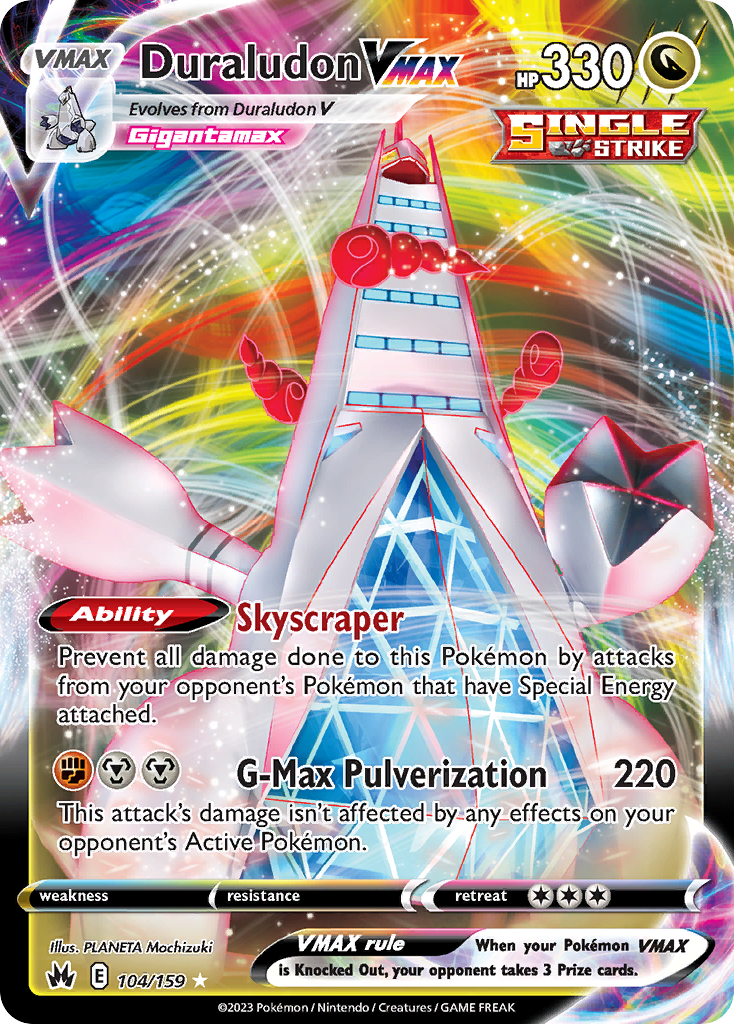 VMAX
Duraludon VMAX
HP 330
Evolves from Duraludon V
Gigantamax
SINGLE
STRIKE
Ability Skyscraper
Prevent all damage done to this Pokémon by attacks
from your opponent's Pokémon that have Special Energy
attached.
G-Max Pulverization 220
This attack's damage isn't affected by any effects on your
opponent's Active Pokémon.
weakness resistance retreat
Illus. PLANETA Mochizuki
VMAX rule When your Pokémon VMAX
is Knocked Out, your opponent takes 3 Prize cards.
E 104/159
©2023 Pokémon / Nintendo / Creatures / GAME FREAK